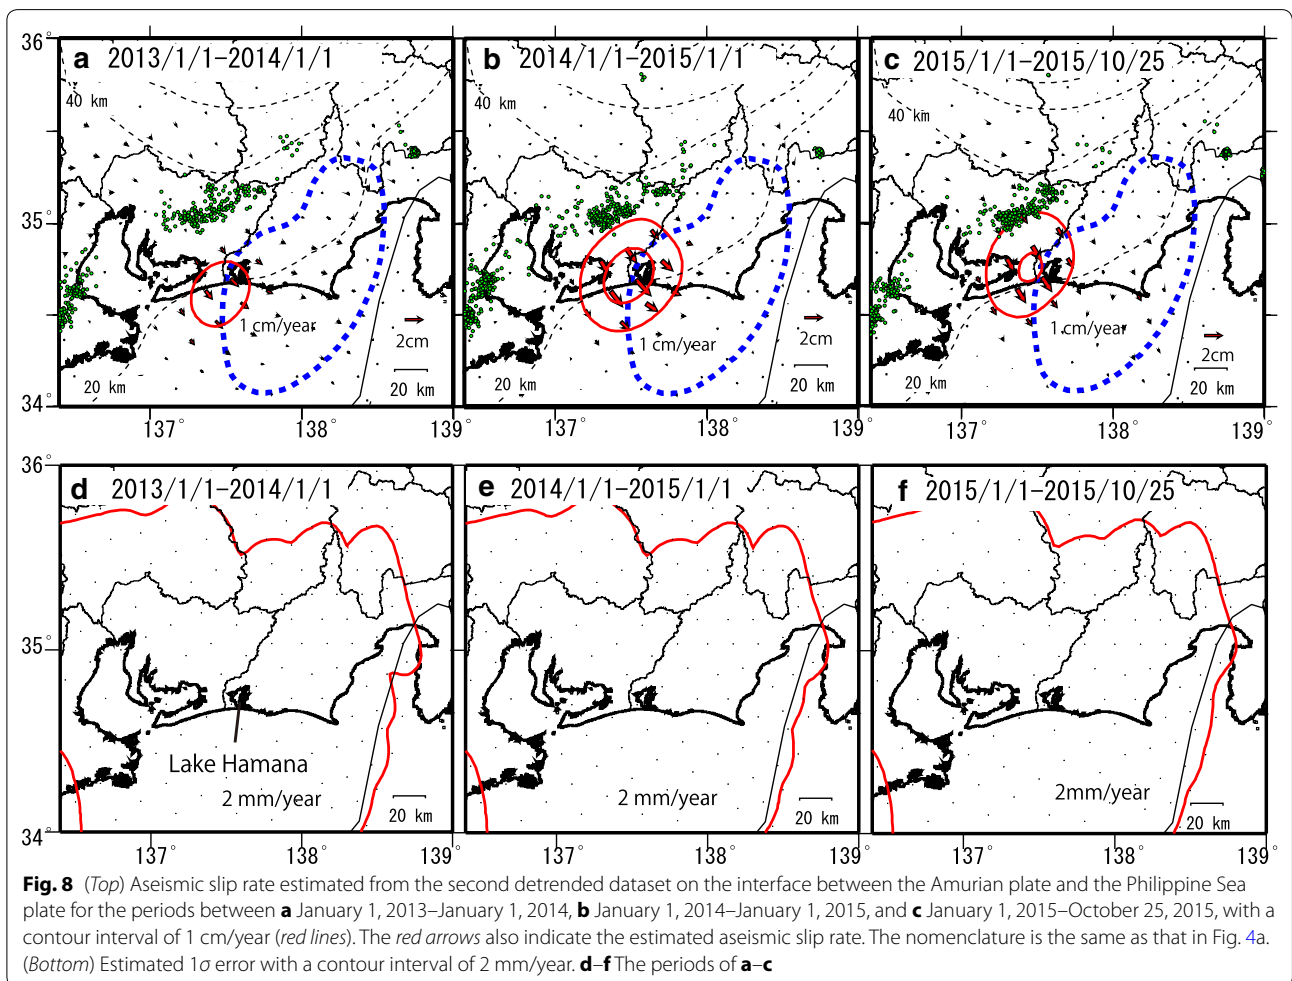 36°
a 2013/1/1–2014/1/1
b 2014/1/1–2015/1/1
c 2015/1/1–2015/10/25
40 km
40 km
40 km
35°
1 cm/year
1 cm/year
1 cm/year
2cm
2cm
2cm
20 km
20 km
20 km
20 km
20 km
20 km
34°
137°
138°
139°
137°
138°
139°
137°
138°
139°
36°
d 2013/1/1–2014/1/1
e 2014/1/1–2015/1/1
f 2015/1/1–2015/10/25
35°
Lake Hamana
2 mm/year
2 mm/year
2mm/year
20 km
20 km
20 km
34°
137°
138°
139°
137°
138°
139°
137°
138°
139°
Fig. 8 (Top) Aseismic slip rate estimated from the second detrended dataset on the interface between the Amurian plate and the Philippine Sea
plate for the periods between a January 1, 2013–January 1, 2014, b January 1, 2014–January 1, 2015, and c January 1, 2015–October 25, 2015, with a
contour interval of 1 cm/year (red lines). The red arrows also indicate the estimated aseismic slip rate. The nomenclature is the same as that in Fig. 4a.
(Bottom) Estimated 1σ error with a contour interval of 2 mm/year. d–f The periods of a–c